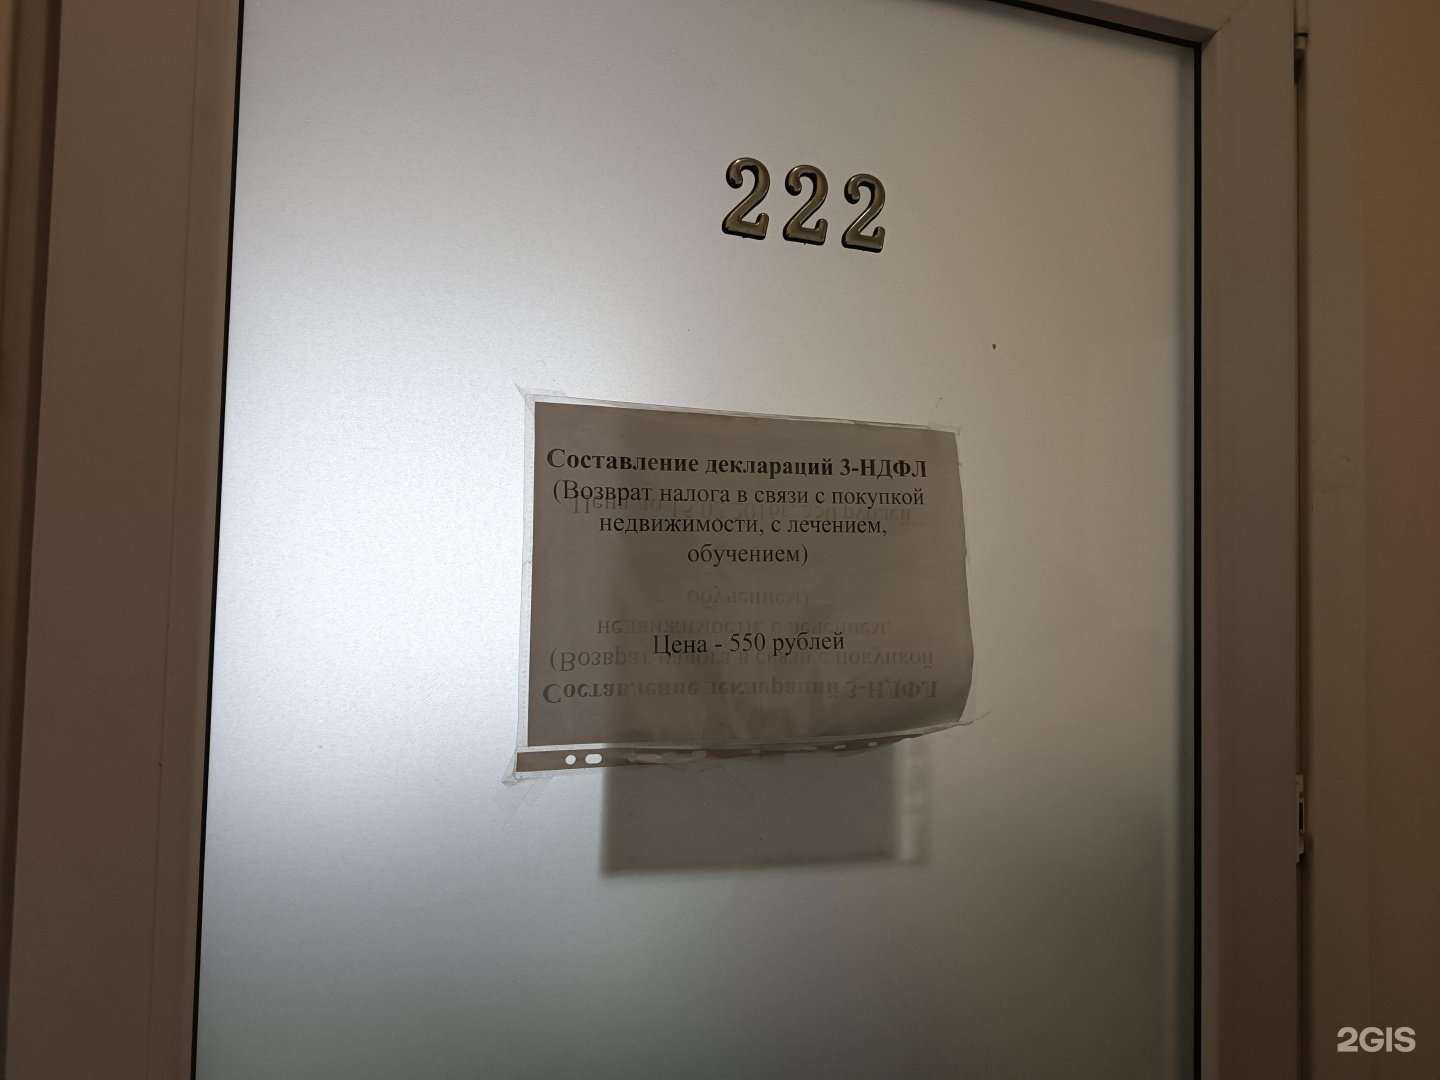 222
Составление деклараций 3-НДФЛ
(Возврат налога в связи с покупкой
недвижимости, с лечением,
обучением)
Цена - 550 рублей
2GIS